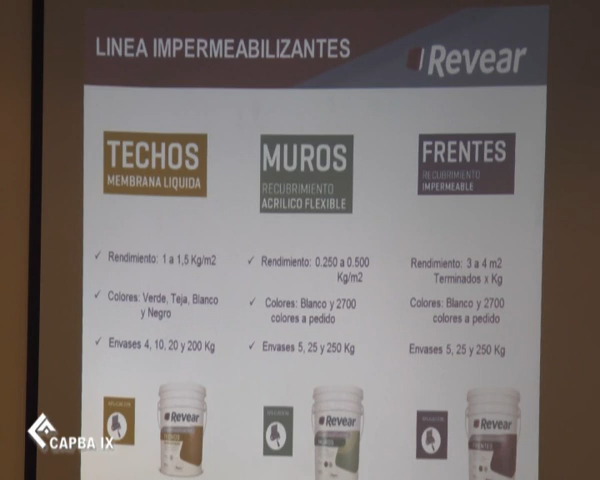 LINEA IMPERMEABILIZANTES
Revear
TECHOS
MEMBRANA LIQUIDA
✓ Rendimiento: 1 a 1,5 Kg/m2
✓ Colores: Verde, Teja, Blanco
y Negro
✓ Envases 4, 10, 20 y 200 Kg
MUROS
RECUBRIMIENTO
ACRILICO FLEXIBLE
✓ Rendimiento: 0.250 a 0.500
Kg/m2
✓ Colores: Blanco y 2700
colores a pedido
✓ Envases 5, 25 y 250 Kg
FRENTES
RECUBRIMIENTO
IMPERMEABLE
Rendimiento: 3 a 4 m2
Terminados x Kg
Colores: Blanco y 2700
colores a pedido
Envases 5, 25 y 250 Kg
Revear
TECHOS
Revear
MUROS
Revear
FRENTES
CAPBA IX